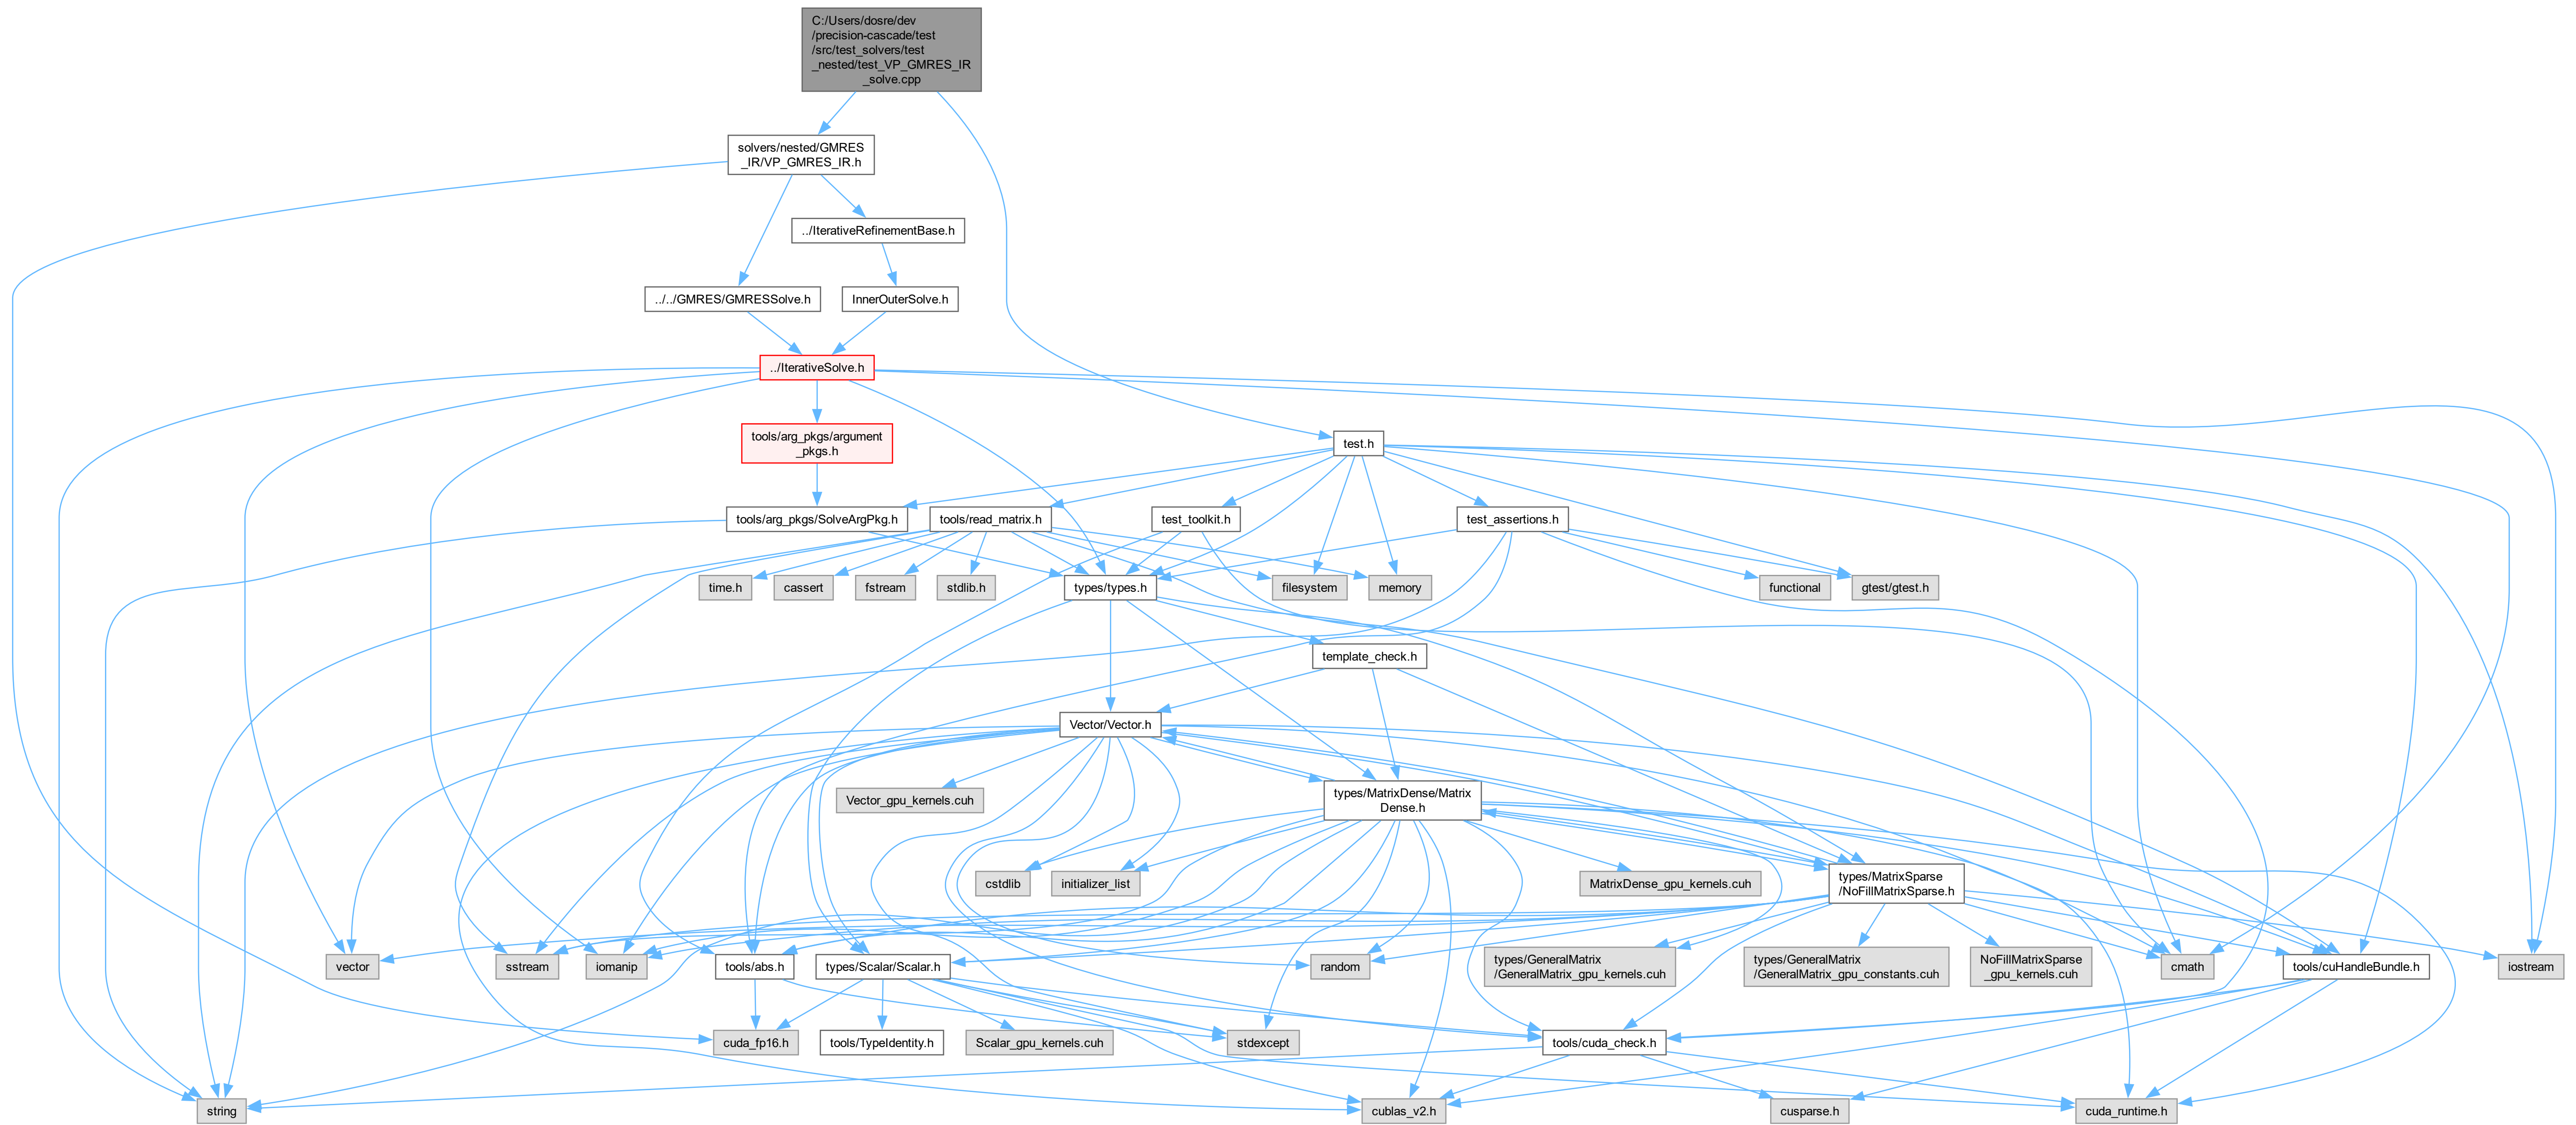 C:/Users/dosre/dev
/precision-cascade/test
/src/test_solvers/test
_nested/test_VP_GMRES_IR
_solve.cpp
solvers/nested/GMRES
_IR/VP_GMRES_IR.h
../IterativeRefinementBase.h
../../GMRES/GMRESSolve.h
InnerOuterSolve.h
../IterativeSolve.h
tools/arg_pkgs/argument
_pkgs.h
test.h
tools/arg_pkgs/SolveArgPkg.h
tools/read_matrix.h
test_toolkit.h
test_assertions.h
time.h
cassert
fstream
stdlib.h
types/types.h
filesystem
memory
functional
gtest/gtest.h
template_check.h
Vector/Vector.h
Vector_gpu_kernels.cuh
types/MatrixDense/Matrix
Dense.h
cstdlib
initializer_list
MatrixDense_gpu_kernels.cuh
types/MatrixSparse
/NoFillMatrixSparse.h
vector
sstream
iomanip
tools/abs.h
types/Scalar/Scalar.h
random
types/GeneralMatrix
/GeneralMatrix_gpu_kernels.cuh
types/GeneralMatrix
/GeneralMatrix_gpu_constants.cuh
NoFillMatrixSparse
_gpu_kernels.cuh
cmath
tools/cuHandleBundle.h
iostream
cuda_fp16.h
tools/TypeIdentity.h
Scalar_gpu_kernels.cuh
stdexcept
tools/cuda_check.h
string
cublas_v2.h
cusparse.h
cuda_runtime.h